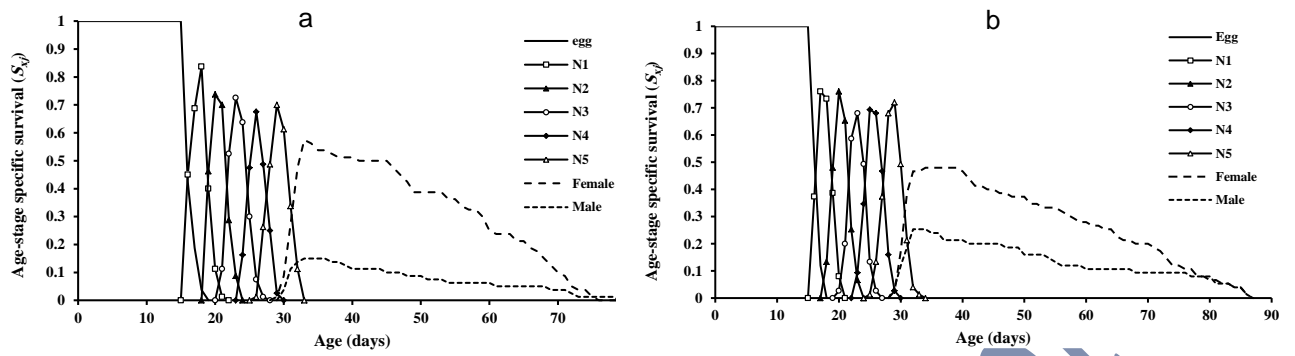 a
1
0.9
0.8
0.7
0.6
0.5
0.4
0.3
0.2
0.1
0
Age-stage specific survival (Sxj)
0 10 20 30 40 50 60 70
Age (days)
egg
N1
N2
N3
N4
N5
Female
Male
b
1
0.9
0.8
0.7
0.6
0.5
0.4
0.3
0.2
0.1
0
Age-stage specific survival (Sxj)
0 10 20 30 40 50 60 70 80 90
Age (days)
Egg
N1
N2
N3
N4
N5
Female
Male